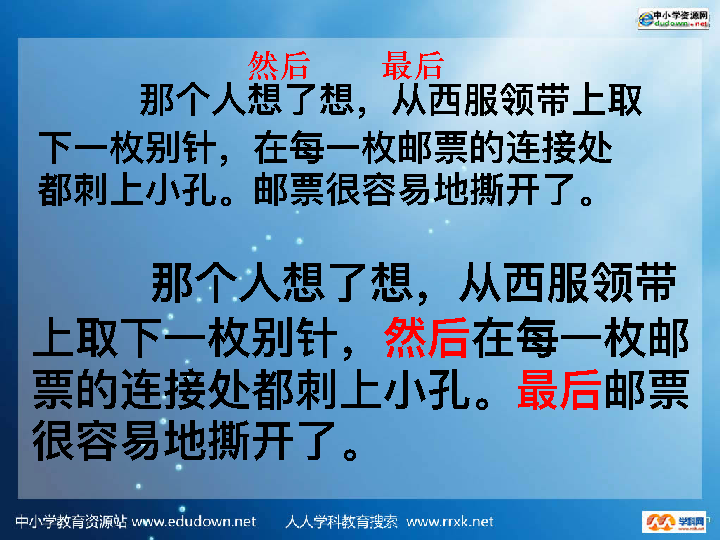 中小学资源网
edudown.net
然后 最后
那个人想了想，从西服领带上取
下一枚别针，在每一枚邮票的连接处
都刺上小孔。邮票很容易地撕开了。
那个人想了想，从西服领带
上取下一枚别针，然后在每一枚邮
票的连接处都刺上小孔。最后邮票
很容易地撕开了。
中小学教育资源站 www.edudown.net 人人学科教育搜索 www.rrxk.net
学科网